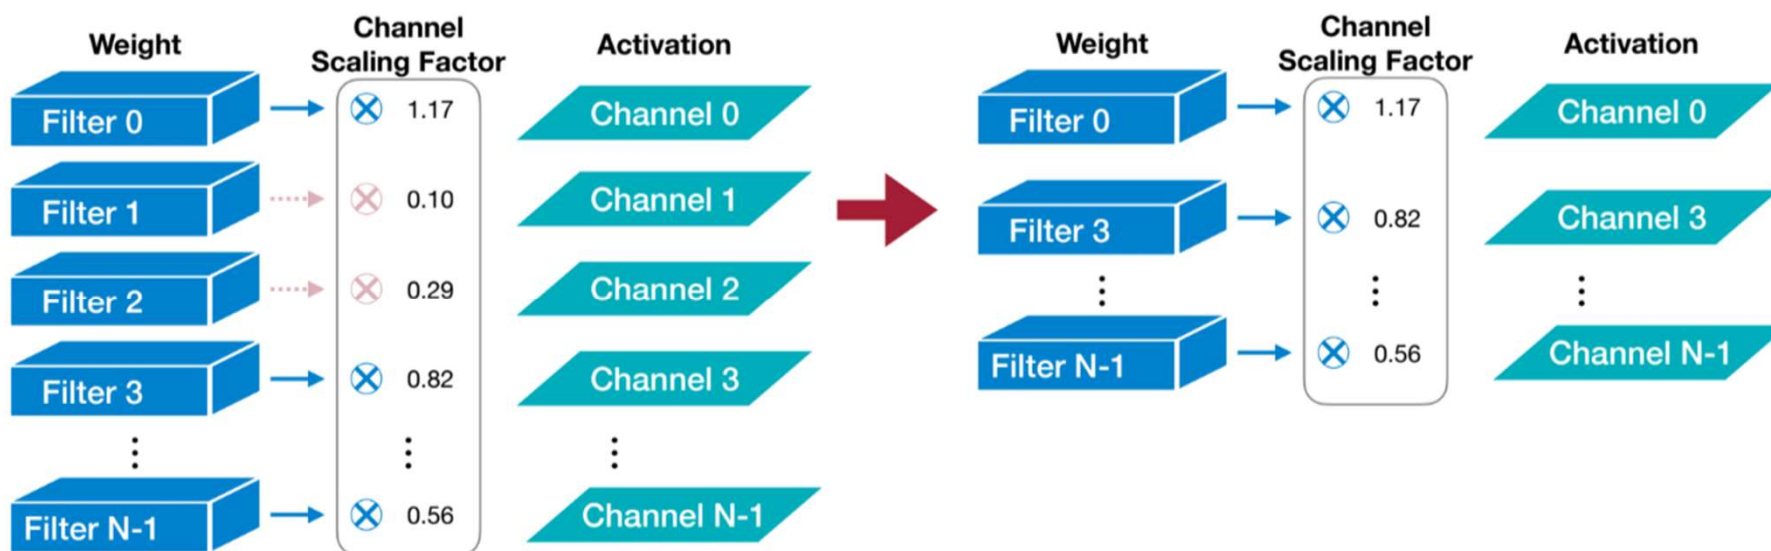 Weight
Channel
Scaling Factor
Activation
Filter 0
1.17
Channel 0
Filter 1
0.10
Channel 1
Filter 2
0.29
Channel 2
Filter 3
0.82
Channel 3
Filter N-1
0.56
Channel N-1
Weight
Channel
Scaling Factor
Activation
Filter 0
1.17
Channel 0
Filter 3
0.82
Channel 3
Filter N-1
0.56
Channel N-1